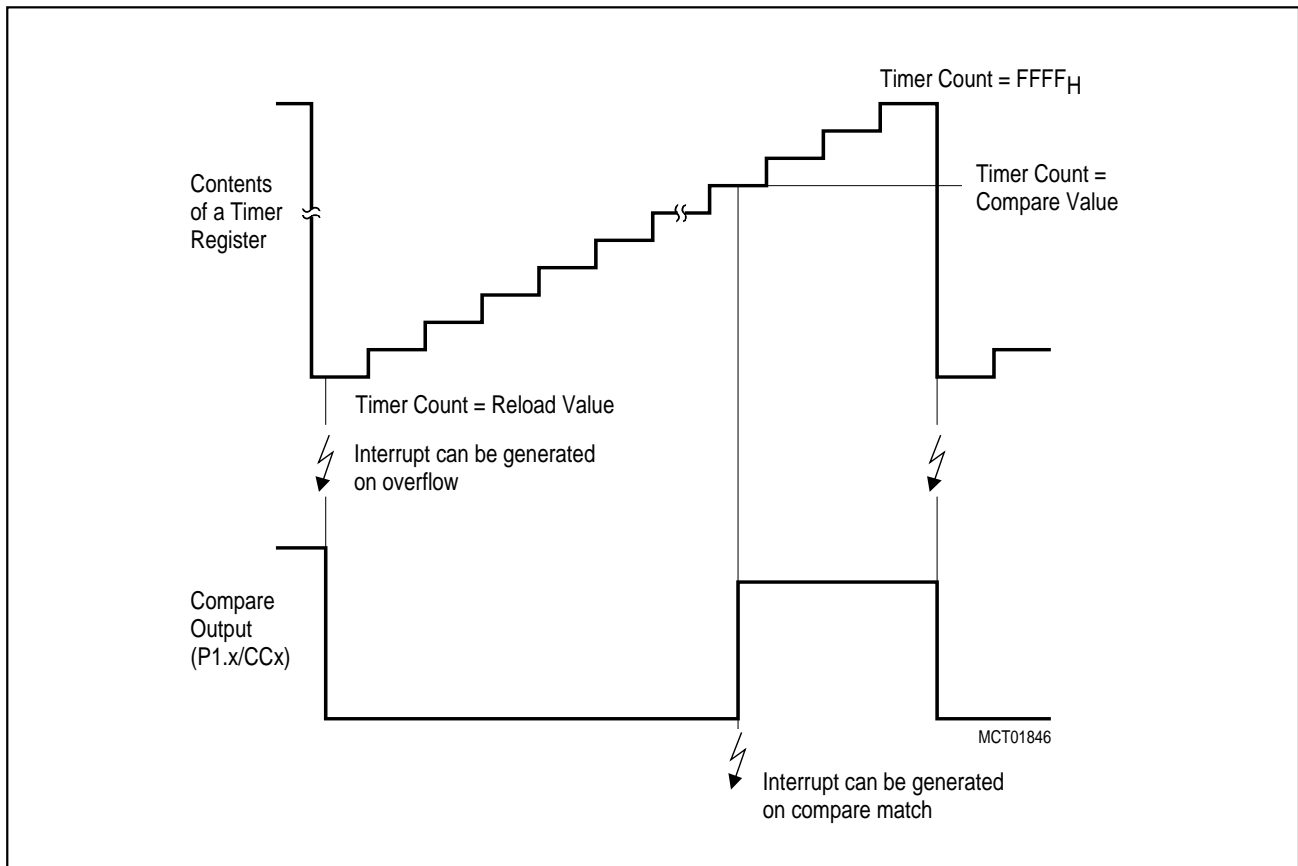 Timer Count = FFFFH
Contents
of a Timer
Register
Timer Count =
Compare Value
Timer Count = Reload Value
Interrupt can be generated
on overflow
Compare
Output
(P1.x/CCx)
MCT01846
Interrupt can be generated
on compare match